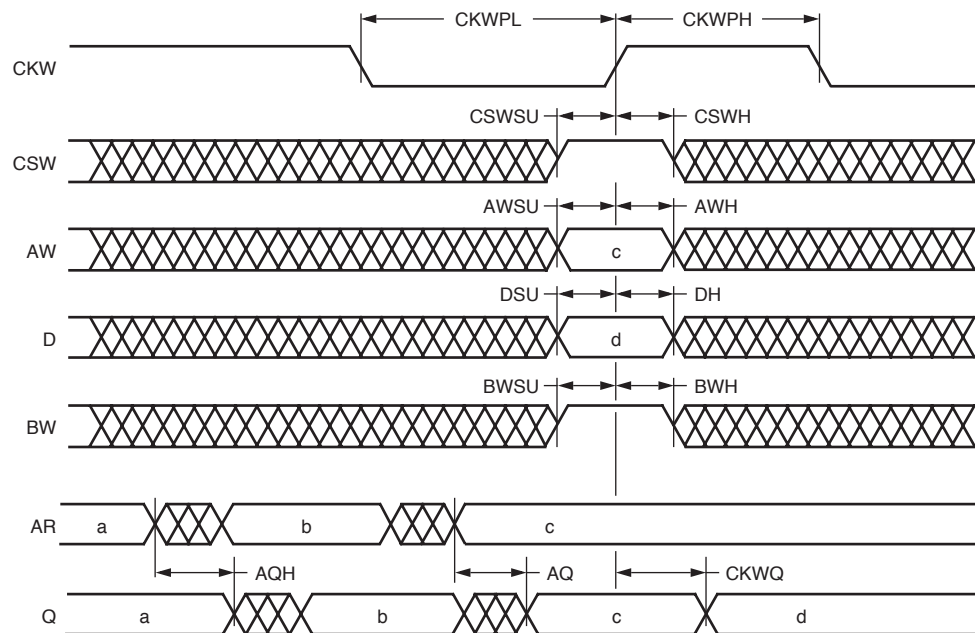 CKWPL CKWPH
CKW
CSWSU CSWH
CSW
AWSU AWH
AW c
DSU DH
D d
BWSU BWH
BW
AR a b c
AQH AQ CKWQ
Q a b c d